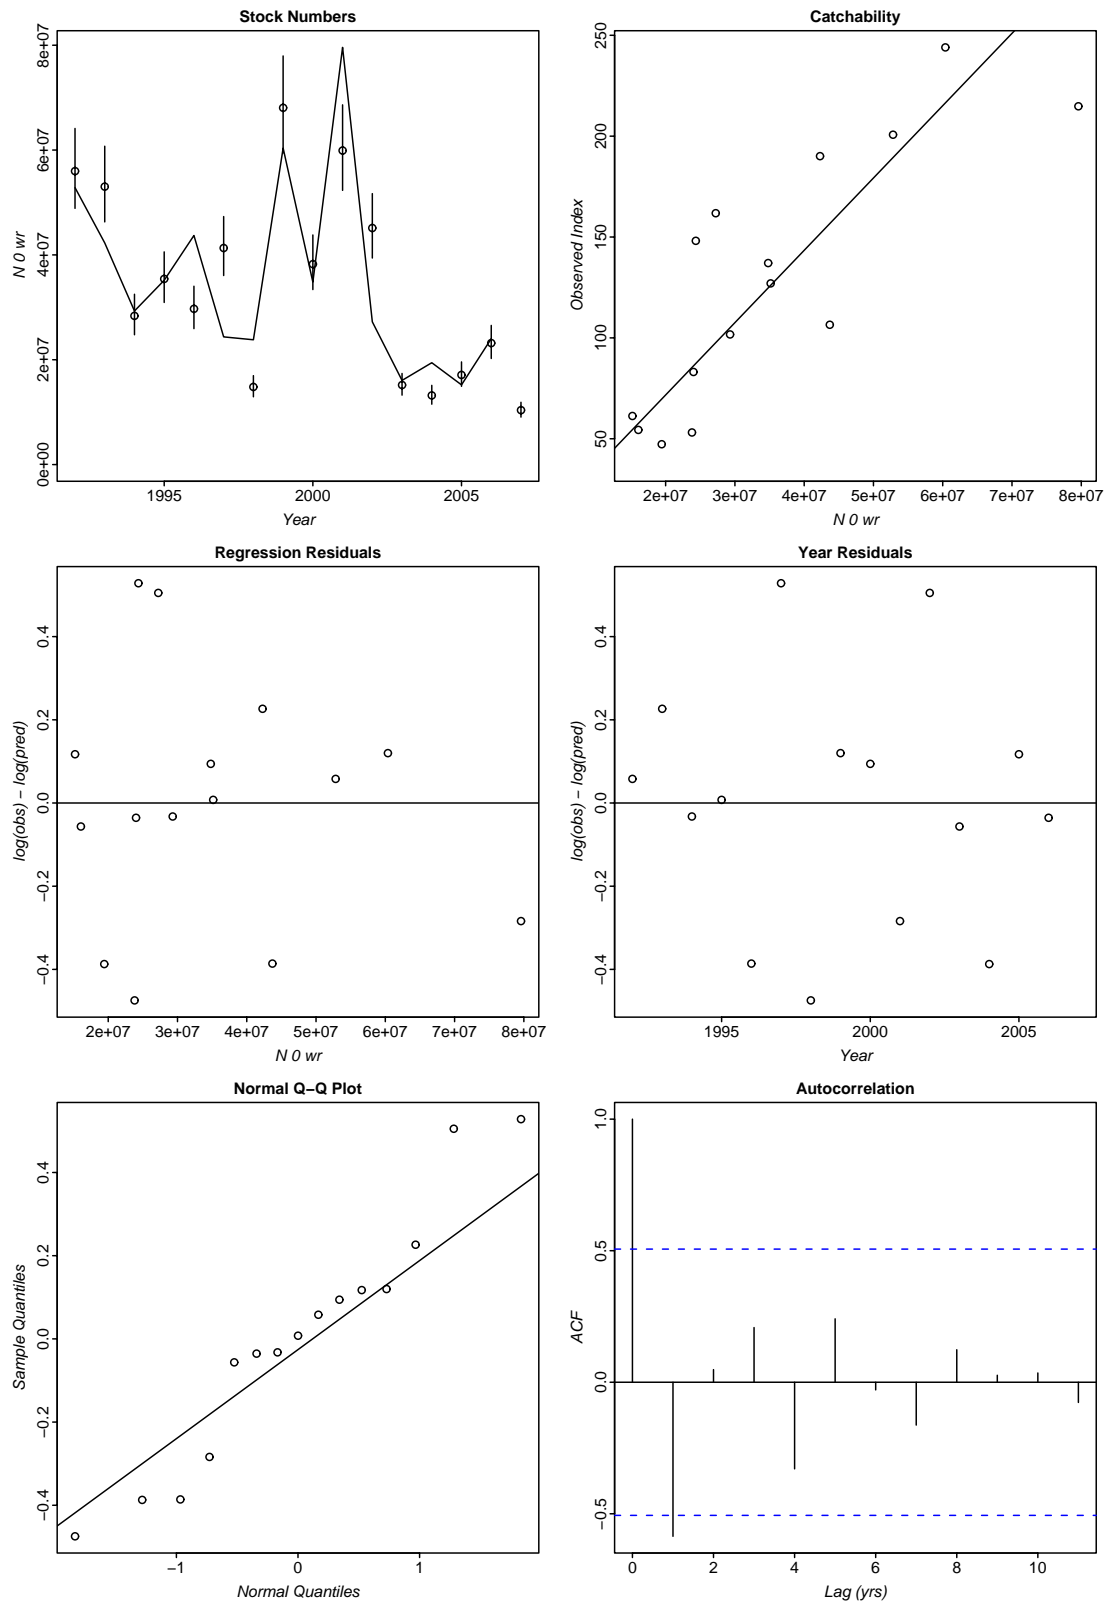 Stock Numbers
8e+07
6e+07
4e+07
2e+07
0e+00
N 0 wr
1995 2000 2005
Year
Catchability
250
200
150
100
50
Observed Index
2e+07 3e+07 4e+07 5e+07 6e+07 7e+07 8e+07
N 0 wr
Regression Residuals
0.4
0.2
0.0
−0.2
−0.4
log(obs) − log(pred)
2e+07 3e+07 4e+07 5e+07 6e+07 7e+07 8e+07
N 0 wr
Year Residuals
0.4
0.2
0.0
−0.2
−0.4
log(obs) − log(pred)
1995 2000 2005
Year
Normal Q−Q Plot
0.4
0.2
0.0
−0.2
−0.4
Sample Quantiles
−1 0 1
Normal Quantiles
Autocorrelation
1.0
0.5
0.0
−0.5
ACF
0 2 4 6 8 10
Lag (yrs)